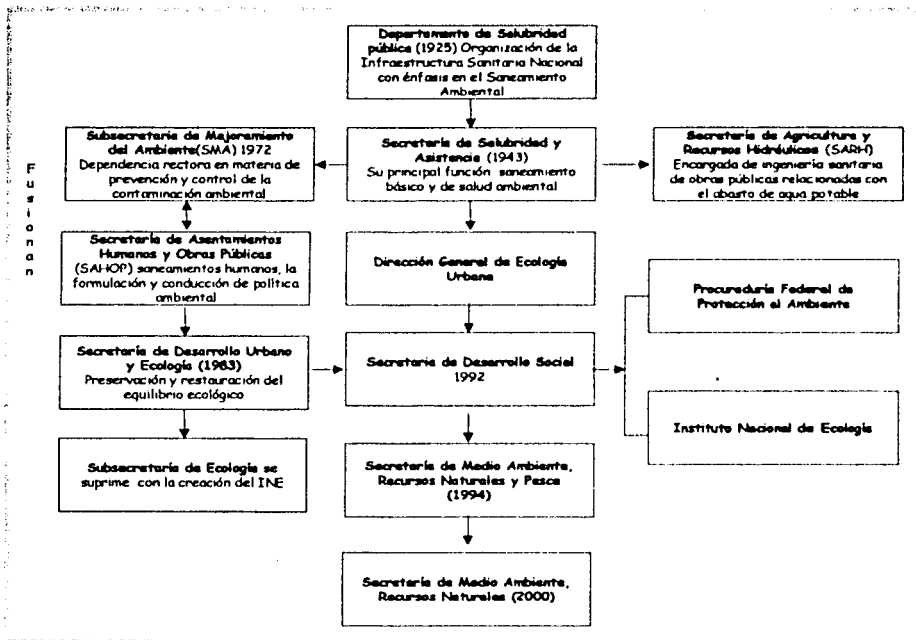 Departamento de Salubridad
pública (1925) Organización de la
Infraestructura Sanitaria Nacional
con énfasis en el Saneamiento
Ambiental
Subsecretaría de Mejoramiento
del Ambiente(SMA) 1972
Dependencia rectora en materia de
prevención y control de la
contaminación ambiental
Secretaría de Salubridad y
Asistencia (1943)
Su principal función saneamiento
básico y de salud ambiental
Secretaría de Agricultura y
Recursos Hidráulicos (SARH)
Encargada de ingeniería sanitaria
de obras públicas relacionadas con
el abasto de agua potable
Fusionan
Secretaría de Asentamientos
Humanos y Obras Públicas
(SAHOP) saneamientos humanos, la
formulación y conducción de política
ambiental
Dirección General de Ecología
Urbana
Procuraduría Federal de
Protección al Ambiente
Secretaría de Desarrollo Urbano
y Ecología (1983)
Preservación y restauración del
equilibrio ecológico
Secretaria de Desarrollo Social
1992
Instituto Nacional de Ecología
Subsecretaría de Ecología se
suprime con la creación del INE
Secretaría de Medio Ambiente,
Recursos Naturales y Pesca
(1994)
Secretaría de Medio Ambiente,
Recursos Naturales (2000)